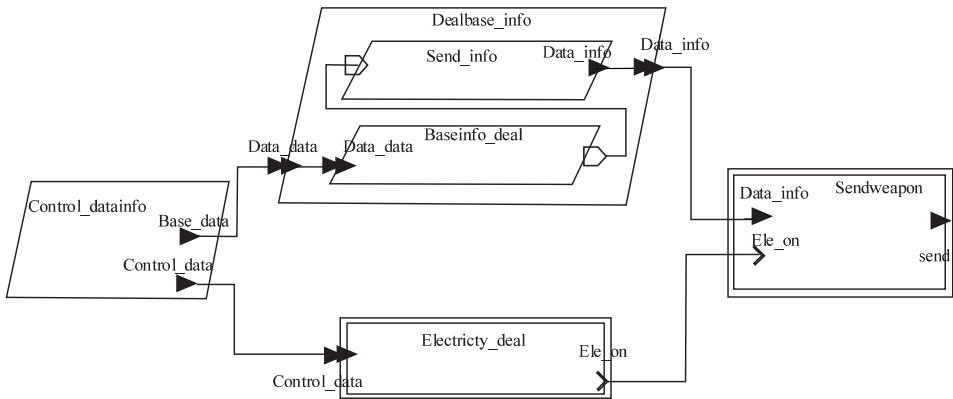 Dealbase_info
Send_info
Data_info
Data_info
Baseinfo_deal
Data_data
Data_data
Control_datainfo
Base_data
Control_data
Sendweapon
Data_info
Ele_on
send
Electricty_deal
Ele_on
Control_data